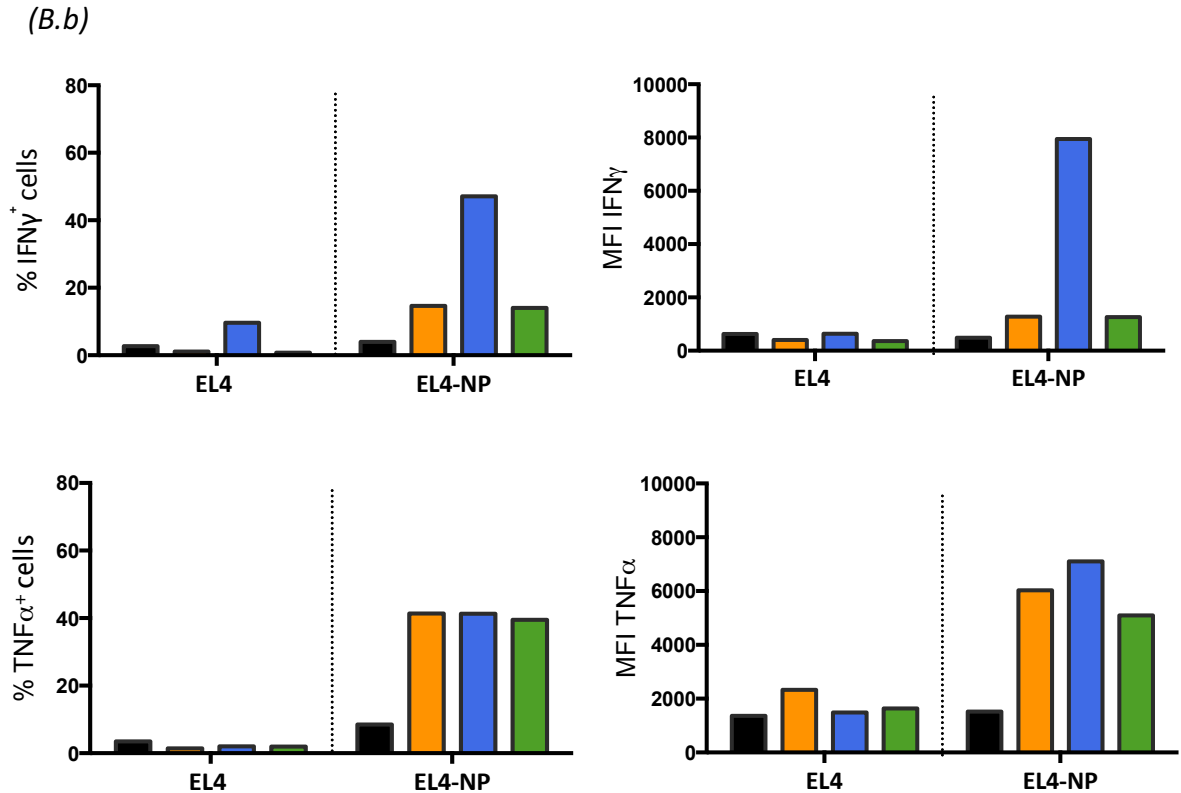 (B.b)
% IFNγ+ cells
80
60
40
20
0
EL4 EL4-NP
MFI IFNγ
10000
8000
6000
4000
2000
0
EL4 EL4-NP
% TNFα+ cells
80
60
40
20
0
EL4 EL4-NP
MFI TNFα
10000
8000
6000
4000
2000
0
EL4 EL4-NP